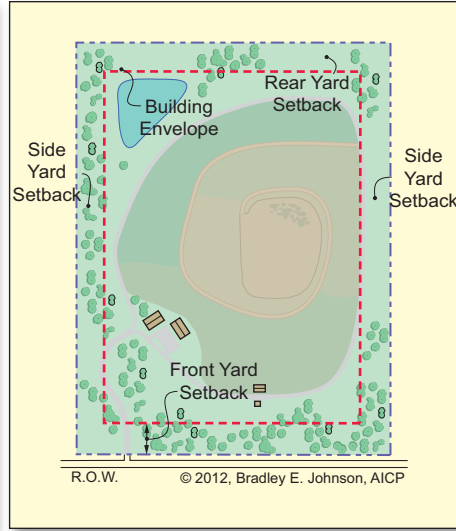 Rear Yard
Setback
Building
Envelope
Side
Yard
Setback
Side
Yard
Setback
Front Yard
Setback
R.O.W.
© 2012, Bradley E. Johnson, AICP